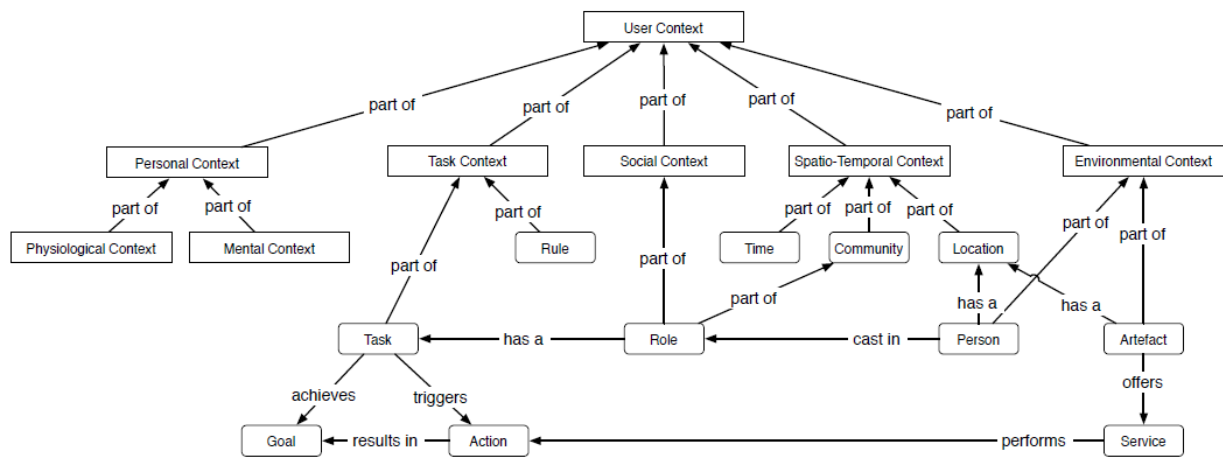 User Context
part of
part of
part of
part of
part of
Personal Context
Task Context
Social Context
Spatio-Temporal Context
Environmental Context
part of
part of
part of
part of
part of
part of
part of
part of
Physiological Context
Mental Context
Rule
Time
Community
Location
part of
part of
part of
has a
has a
Task
has a
Role
cast in
Person
Artefact
achieves
triggers
offers
Goal
results in
Action
performs
Service